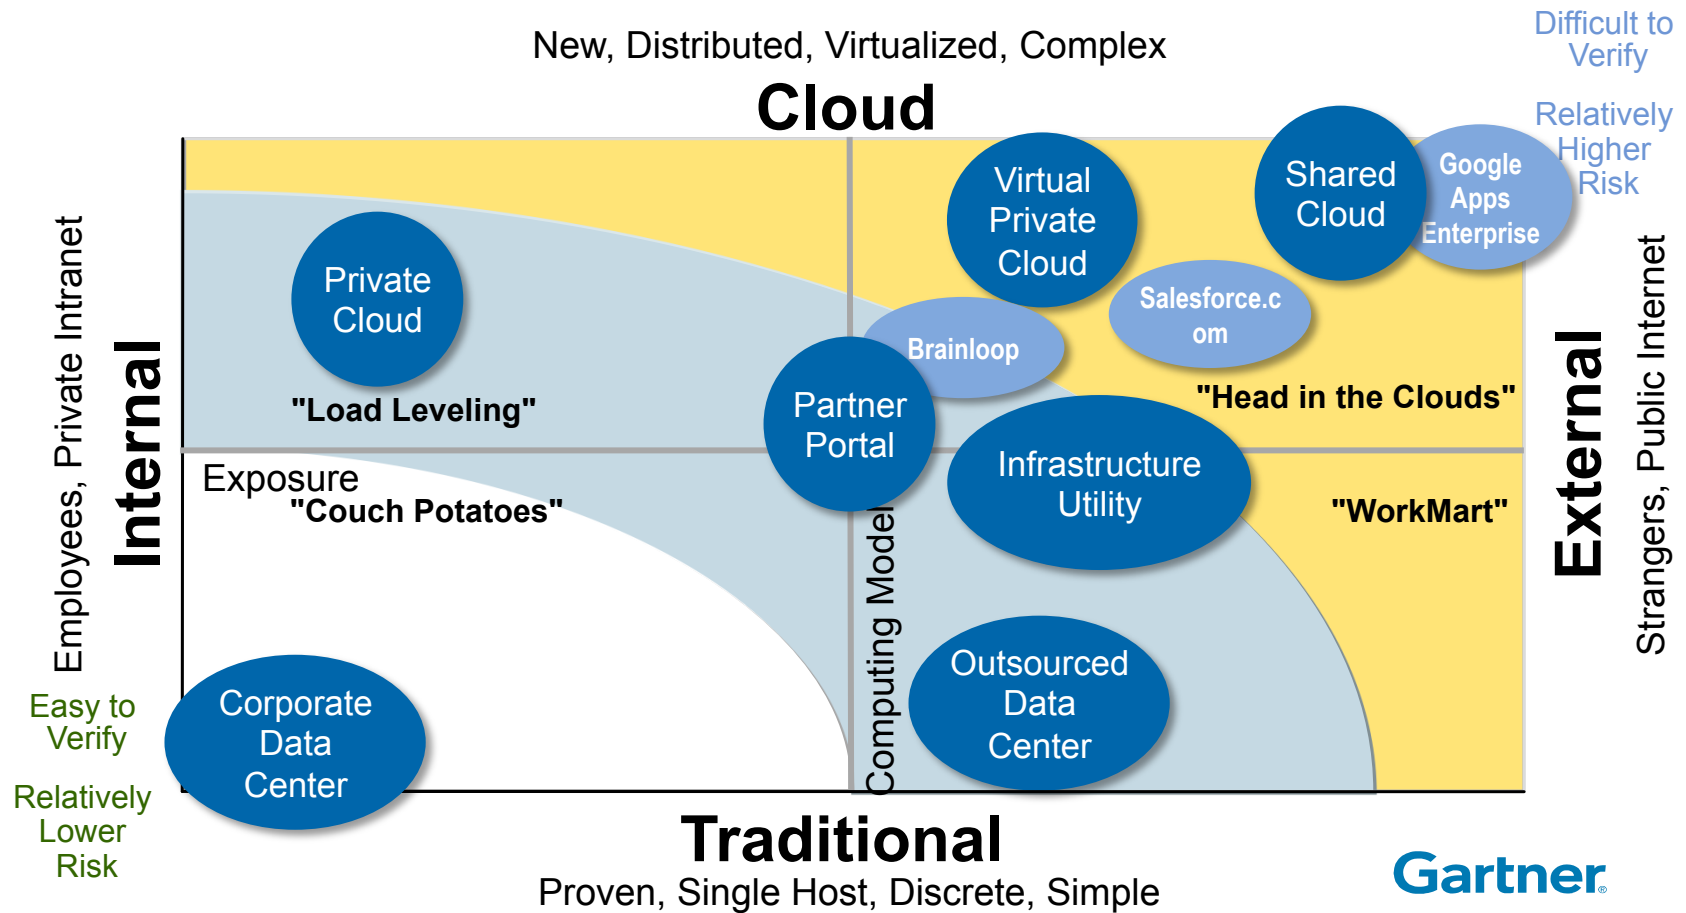 Difficult to
Verify
New, Distributed, Virtualized, Complex
Cloud
Relatively
Higher
Risk
Virtual
Private
Cloud
Shared
Cloud
Google
Apps
Enterprise
Private
Cloud
Salesforce.c
om
Brainloop
Partner
Portal
"Load Leveling"
"Head in the Clouds"
Employees, Private Intranet
Internal
External
Strangers, Public Internet
Exposure
"Couch Potatoes"
Infrastructure
Utility
"WorkMart"
Computing Model
Easy to
Verify
Corporate
Data
Center
Outsourced
Data
Center
Relatively
Lower
Risk
Traditional
Proven, Single Host, Discrete, Simple
Gartner®